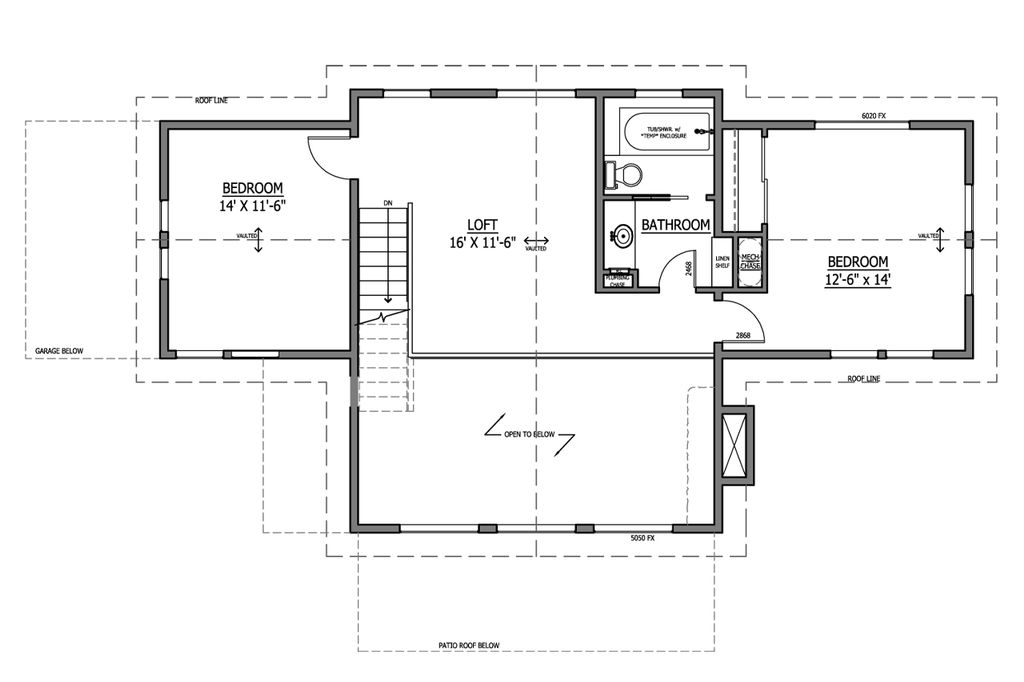 ROOF LINE
6020 FX
TUB/SHWR. w/
*TEMP* ENCLOSURE
BEDROOM
14' X 11'-6"
VAULTED
DN
LOFT
16' X 11'-6"
VAULTED
BATHROOM
LINEN
SHELF
MECH
CHASE
2468
PLUMBING
CHASE
VAULTED
BEDROOM
12'-6" x 14'
2868
GARAGE BELOW
ROOF LINE
OPEN TO BELOW
5050 FX
PATIO ROOF BELOW